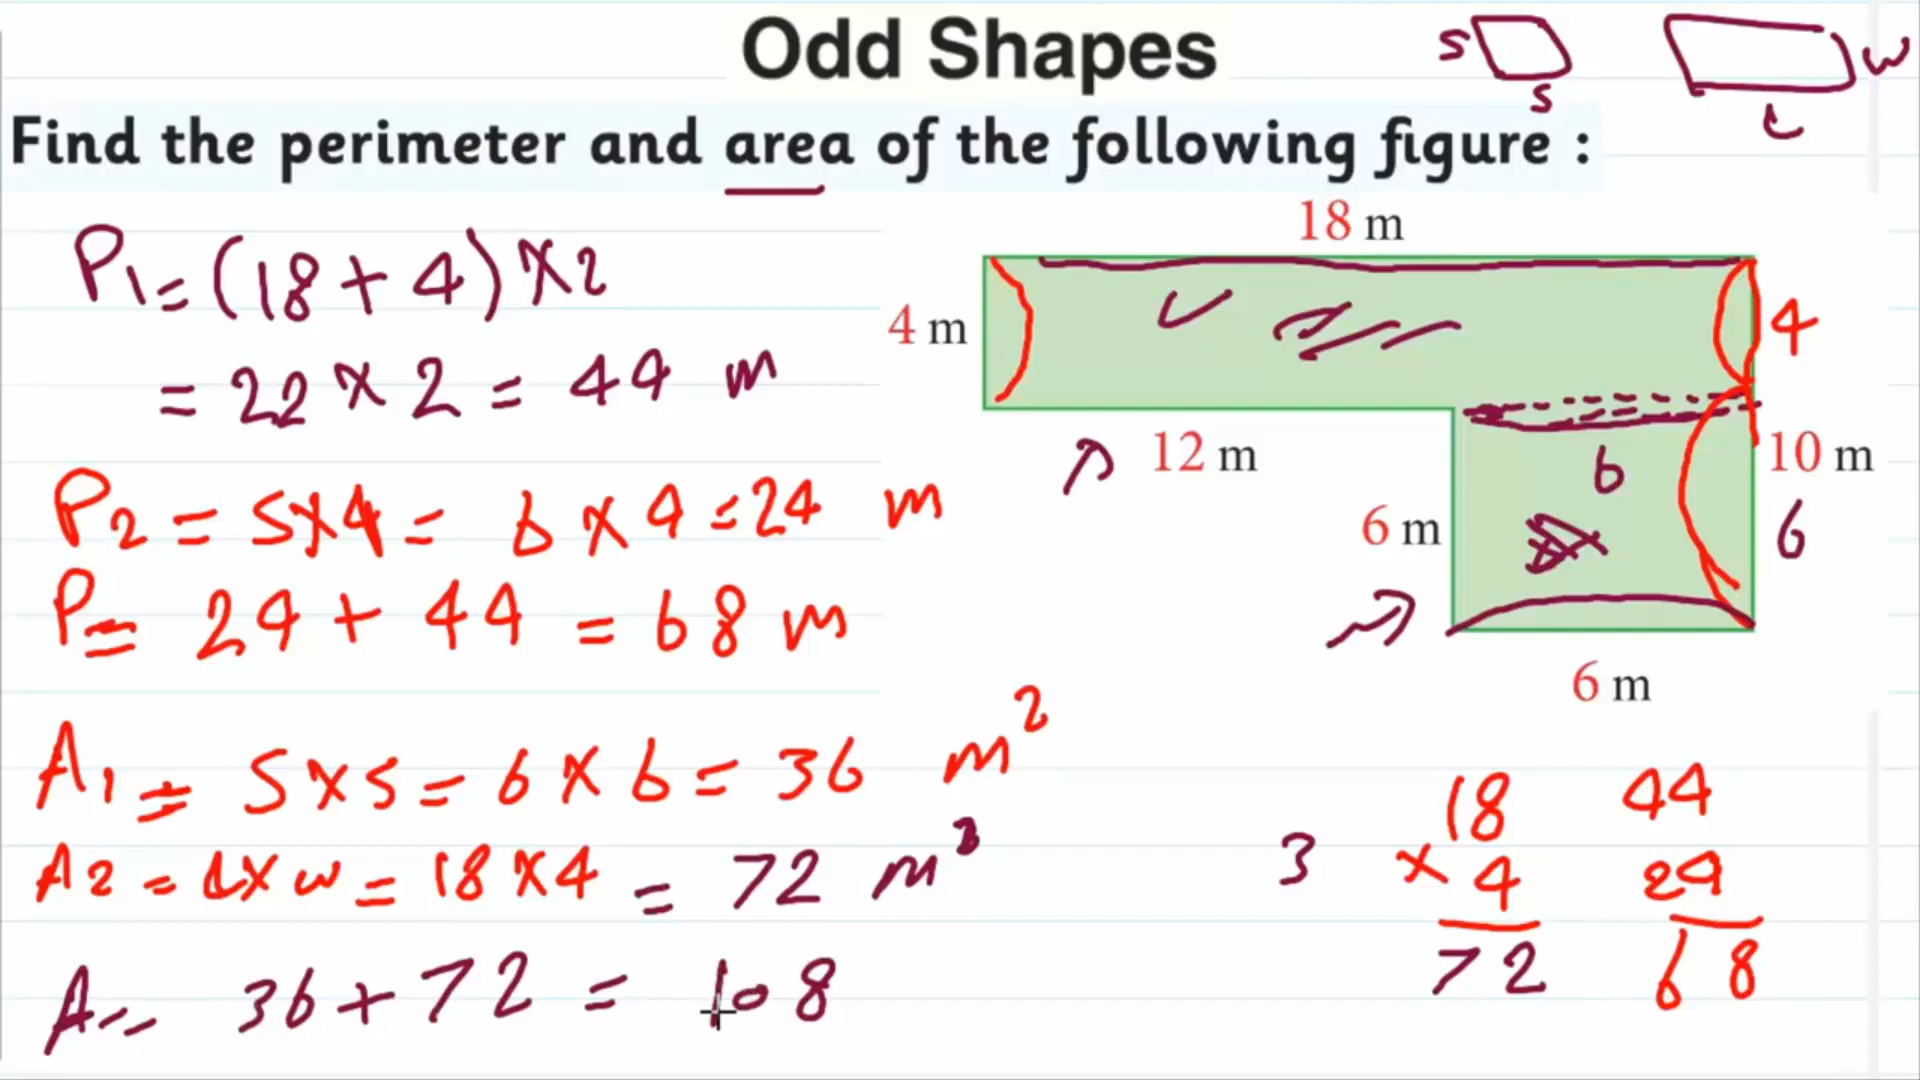 Odd Shapes
s
s
w
L
Find the perimeter and area of the following figure :
18 m
4 m
4
12 m
10 m
6
6 m
6
6 m
P1 = (18 + 4) × 2
= 22 × 2 = 44 m
P2 = S×4 = 6 × 4 = 24 m
P = 24 + 44 = 68 m
A1 = S×S = 6 × 6 = 36 m²
A2 = L×w = 18 × 4 = 72 m²
A = 36 + 72 = 108
3
18
× 4
72
44
24
68